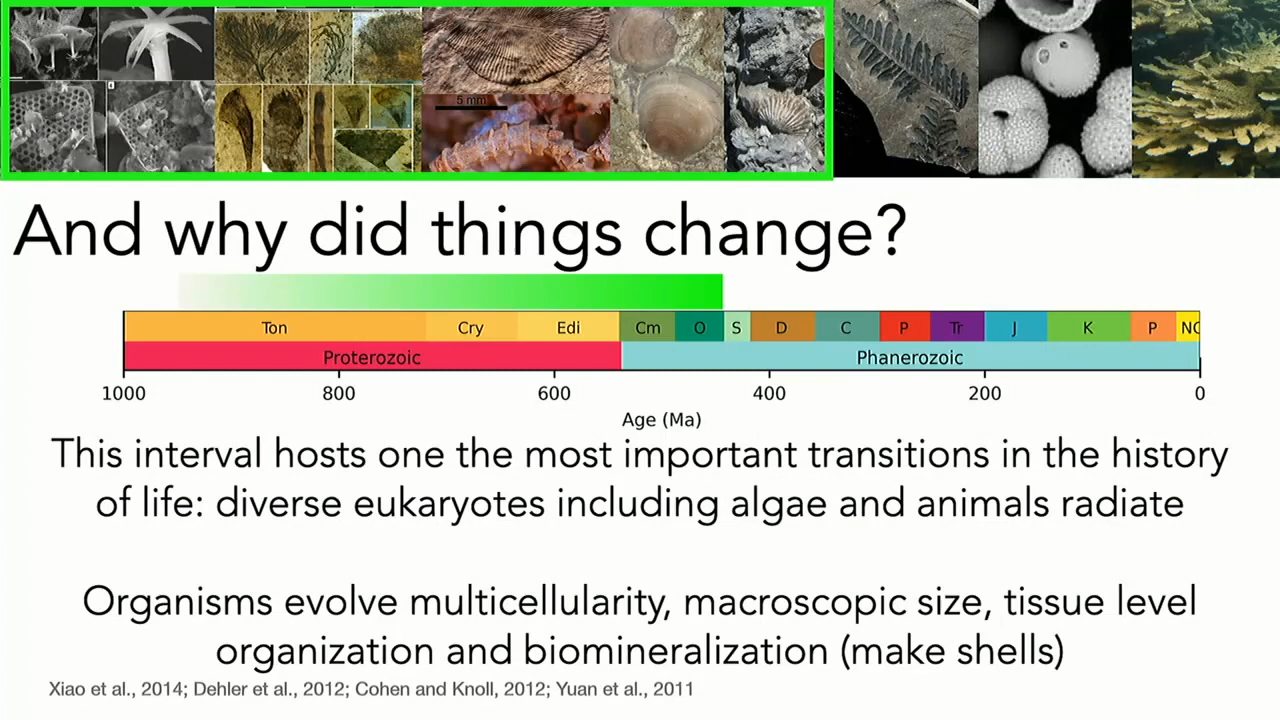 5 mm
And why did things change?
Ton Cry Edi Cm O S D C P Tr J K P
Proterozoic Phanerozoic
1000 800 600 400 200 0
Age (Ma)
This interval hosts one the most important transitions in the history
of life: diverse eukaryotes including algae and animals radiate
Organisms evolve multicellularity, macroscopic size, tissue level
organization and biomineralization (make shells)
Xiao et al., 2014; Dehler et al., 2012; Cohen and Knoll, 2012; Yuan et al., 2011